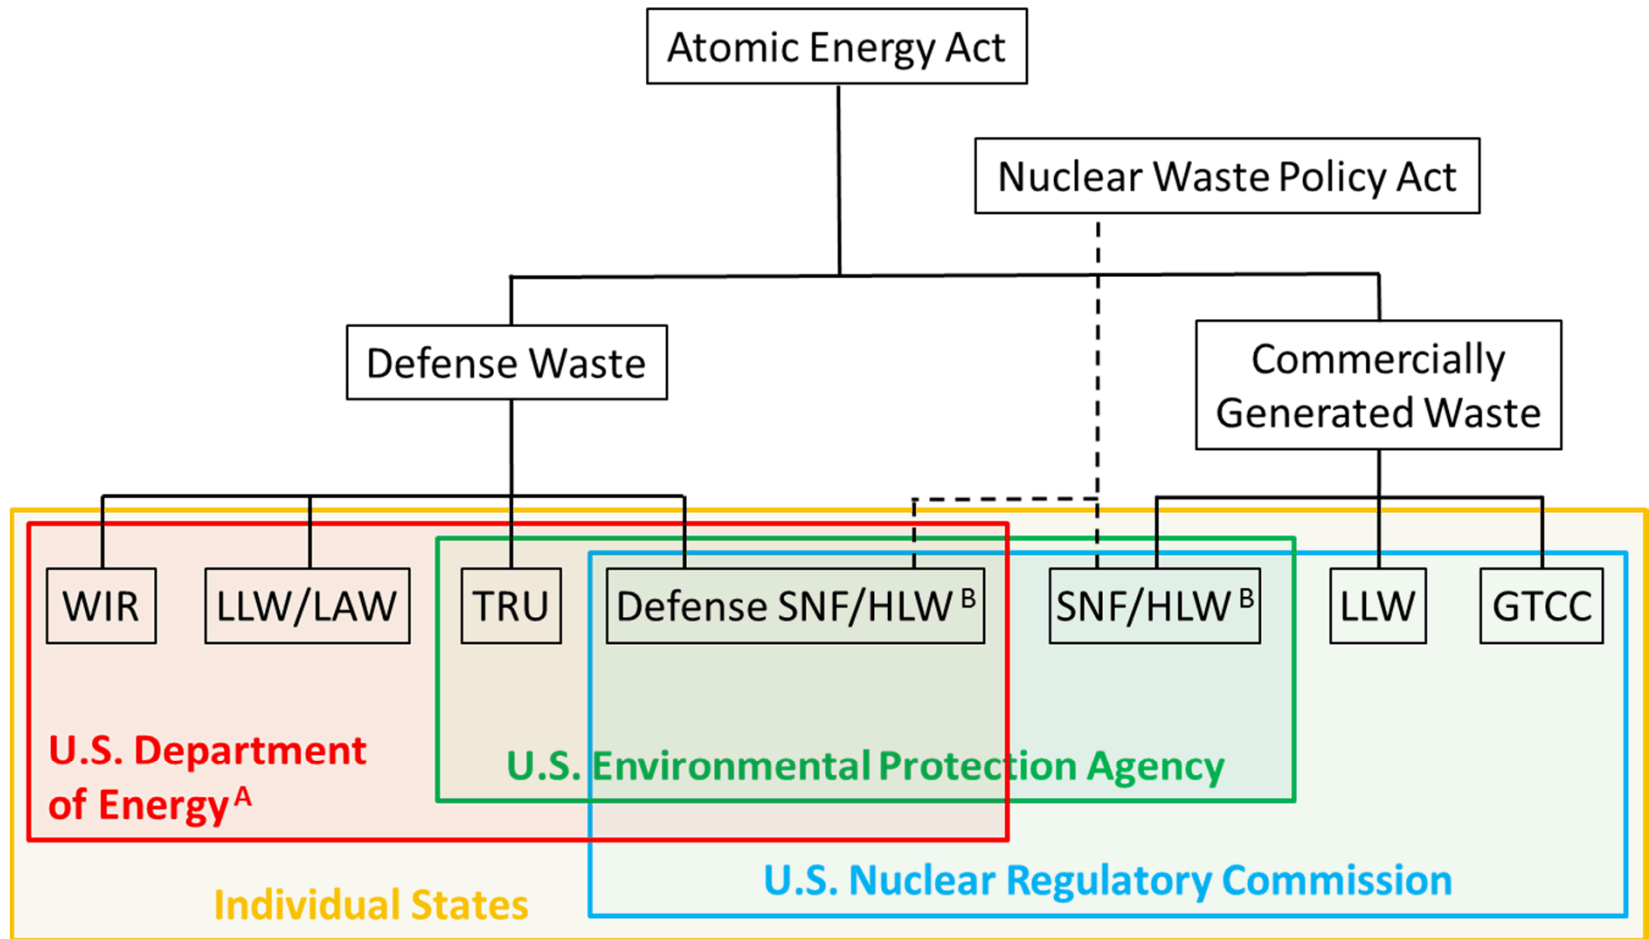 Atomic Energy Act
Nuclear Waste Policy Act
Defense Waste
Commercially
Generated Waste
WIR
LLW/LAW
TRU
Defense SNF/HLW B
SNF/HLW B
LLW
GTCC
U.S. Department
of Energy A
U.S. Environmental Protection Agency
U.S. Nuclear Regulatory Commission
Individual States